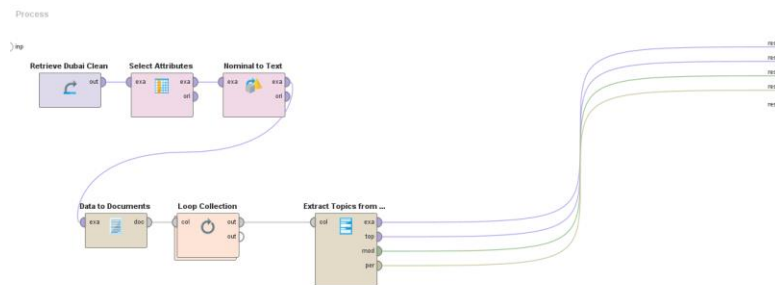 Process
inp
Retrieve Dubai Clean
Select Attributes
Nominal to Text
out
exa
exa
ori
exa
exa
ori
Data to Documents
Loop Collection
Extract Topics from ...
exa
doc
col
out
out
col
exa
top
mod
per
res
res
res
res
res